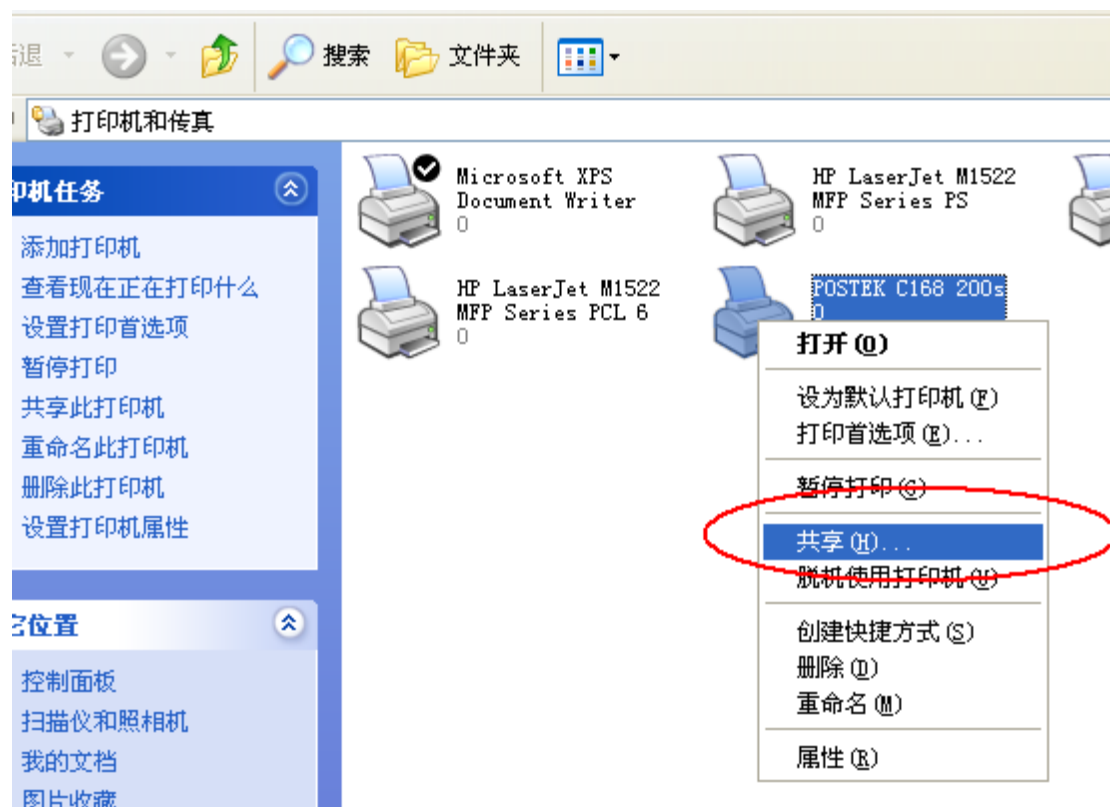 退 搜索 文件夹
打印机和传真
印机任务
添加打印机
查看现在正在打印什么
设置打印首选项
暂停打印
共享此打印机
重命名此打印机
删除此打印机
设置打印机属性
它位置
控制面板
扫描仪和照相机
我的文档
图片收藏
Microsoft XPS
Document Writer
0
HP LaserJet M1522
MFP Series PS
0
HP LaserJet M1522
MFP Series PCL 6
0
POSTEK C168 200s
0
打开(O)
设为默认打印机(F)
打印首选项(E)...
暂停打印(G)
共享(H)...
脱机使用打印机(U)
创建快捷方式(S)
删除(D)
重命名(M)
属性(R)